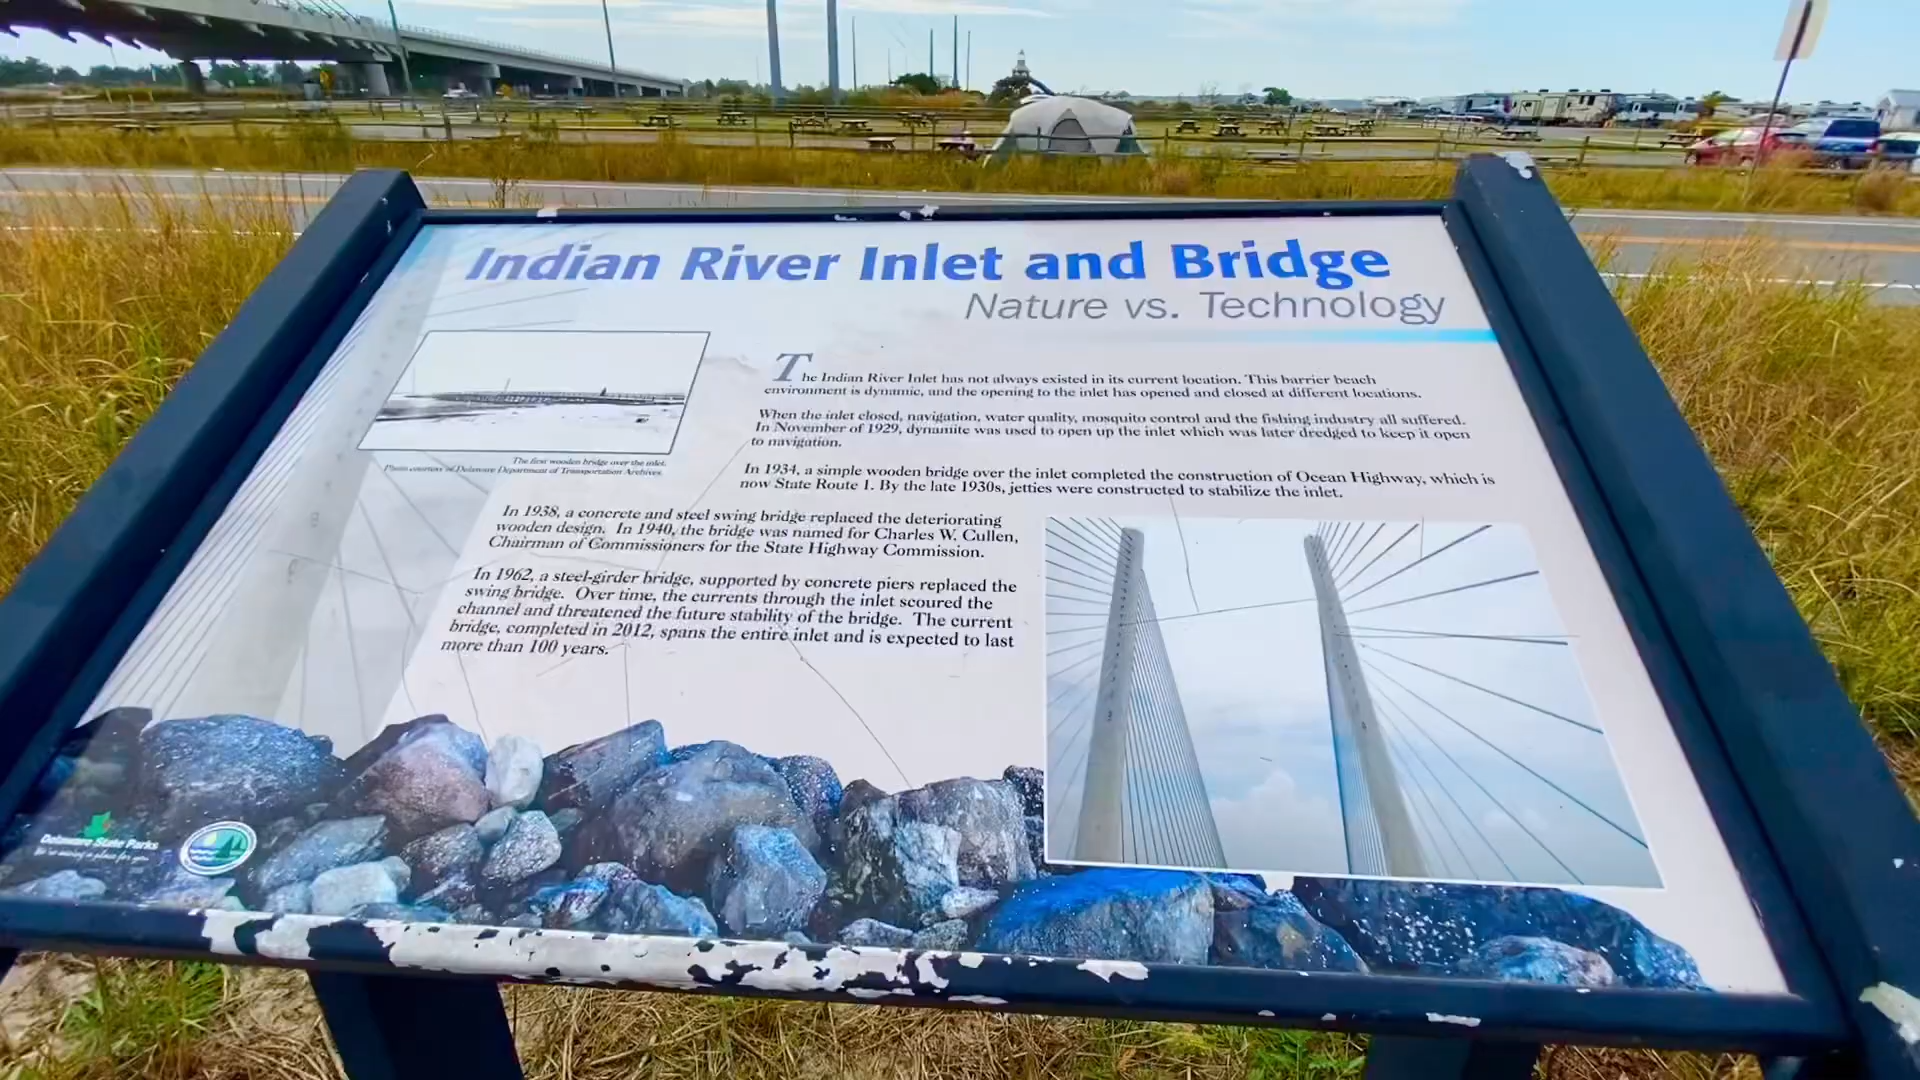 Indian River Inlet and Bridge
Nature vs. Technology
The Indian River Inlet has not always existed in its current location. This barrier beach
environment is dynamic, and the opening to the inlet has opened and closed at different locations.
When the inlet closed, navigation, water quality, mosquito control and the fishing industry all suffered.
In November of 1929, dynamite was used to open up the inlet which was later dredged to keep it open
to navigation.
In 1934, a simple wooden bridge over the inlet completed the construction of Ocean Highway, which is
now State Route 1. By the late 1930s, jetties were constructed to stabilize the inlet.
The first wooden bridge over the inlet.
Photo courtesy of Delaware Department of Transportation Archives.
In 1938, a concrete and steel swing bridge replaced the deteriorating
wooden design. In 1940, the bridge was named for Charles W. Cullen,
Chairman of Commissioners for the State Highway Commission.
In 1962, a steel-girder bridge, supported by concrete piers replaced the
swing bridge. Over time, the currents through the inlet scoured the
channel and threatened the future stability of the bridge. The current
bridge, completed in 2012, spans the entire inlet and is expected to last
more than 100 years.
Delaware State Parks